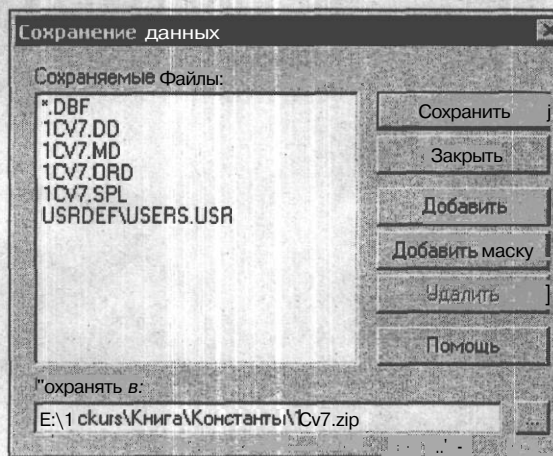 Сохранение данных
Сохраняемые Файлы:
*.DBF
1CV7.DD
1CV7.MD
1CV7.ORD
1CV7.SPL
USRDEF\USERS.USR
Сохранить
Закрыть
Добавить
Добавить маску
Удалить
Помощь
"охранять в:
E:\1 ckurs\Книга\Константы\1Cv7.zip
...